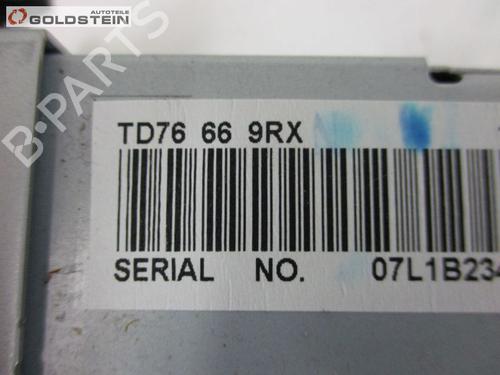 AUTOTEILE
GOLDSTEIN
B-PARTS
TD76 66 9RX
SERIAL NO. 07L1B234